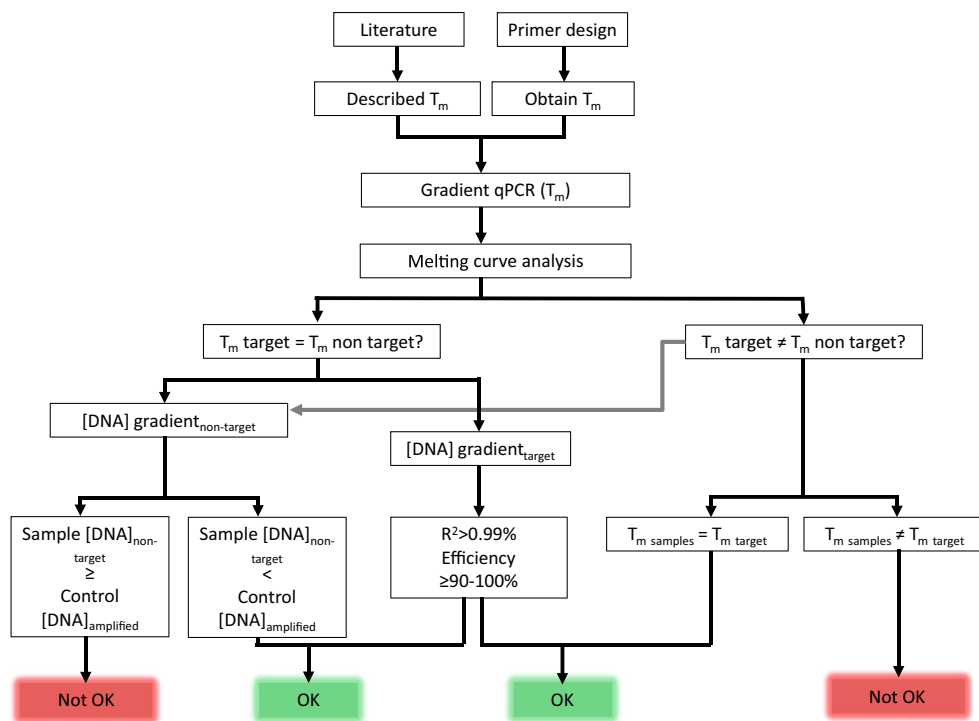 Literature
Primer design
Described Tm
Obtain Tm
Gradient qPCR (Tm)
Melting curve analysis
Tm target = Tm non target?
Tm target ≠ Tm non target?
[DNA] gradientnon-target
[DNA] gradienttarget
Sample [DNA]non-
target
≥
Control
[DNA]amplified
Sample [DNA]non-
target
<
Control
[DNA]amplified
R²>0.99%
Efficiency
≥90-100%
Tm samples = Tm target
Tm samples ≠ Tm target
Not OK
OK
OK
Not OK